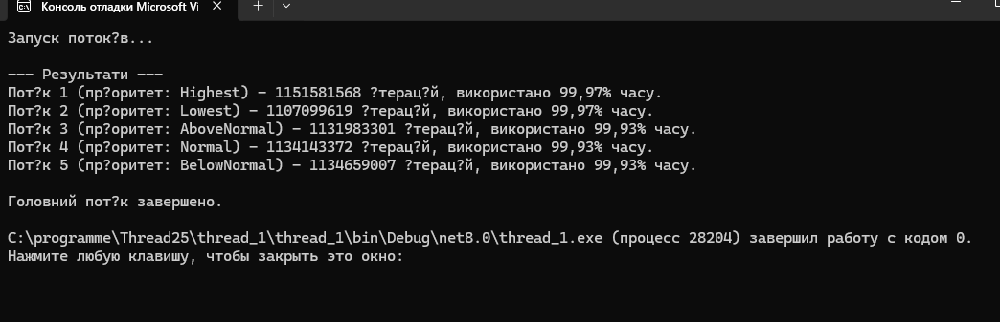 Консоль отладки Microsoft Vi
Запуск поток?в...
--- Результати ---
Пот?к 1 (пр?оритет: Highest) - 1151581568 ?терац?й, використано 99,97% часу.
Пот?к 2 (пр?оритет: Lowest) - 1107099619 ?терац?й, використано 99,97% часу.
Пот?к 3 (пр?оритет: AboveNormal) - 1131983301 ?терац?й, використано 99,93% часу.
Пот?к 4 (пр?оритет: Normal) - 1134143372 ?терац?й, використано 99,93% часу.
Пот?к 5 (пр?оритет: BelowNormal) - 1134659007 ?терац?й, використано 99,93% часу.
Головний пот?к завершено.
C:\programme\Thread25\thread_1\thread_1\bin\Debug\net8.0\thread_1.exe (процесс 28204) завершил работу с кодом 0.
Нажмите любую клавишу, чтобы закрыть это окно: